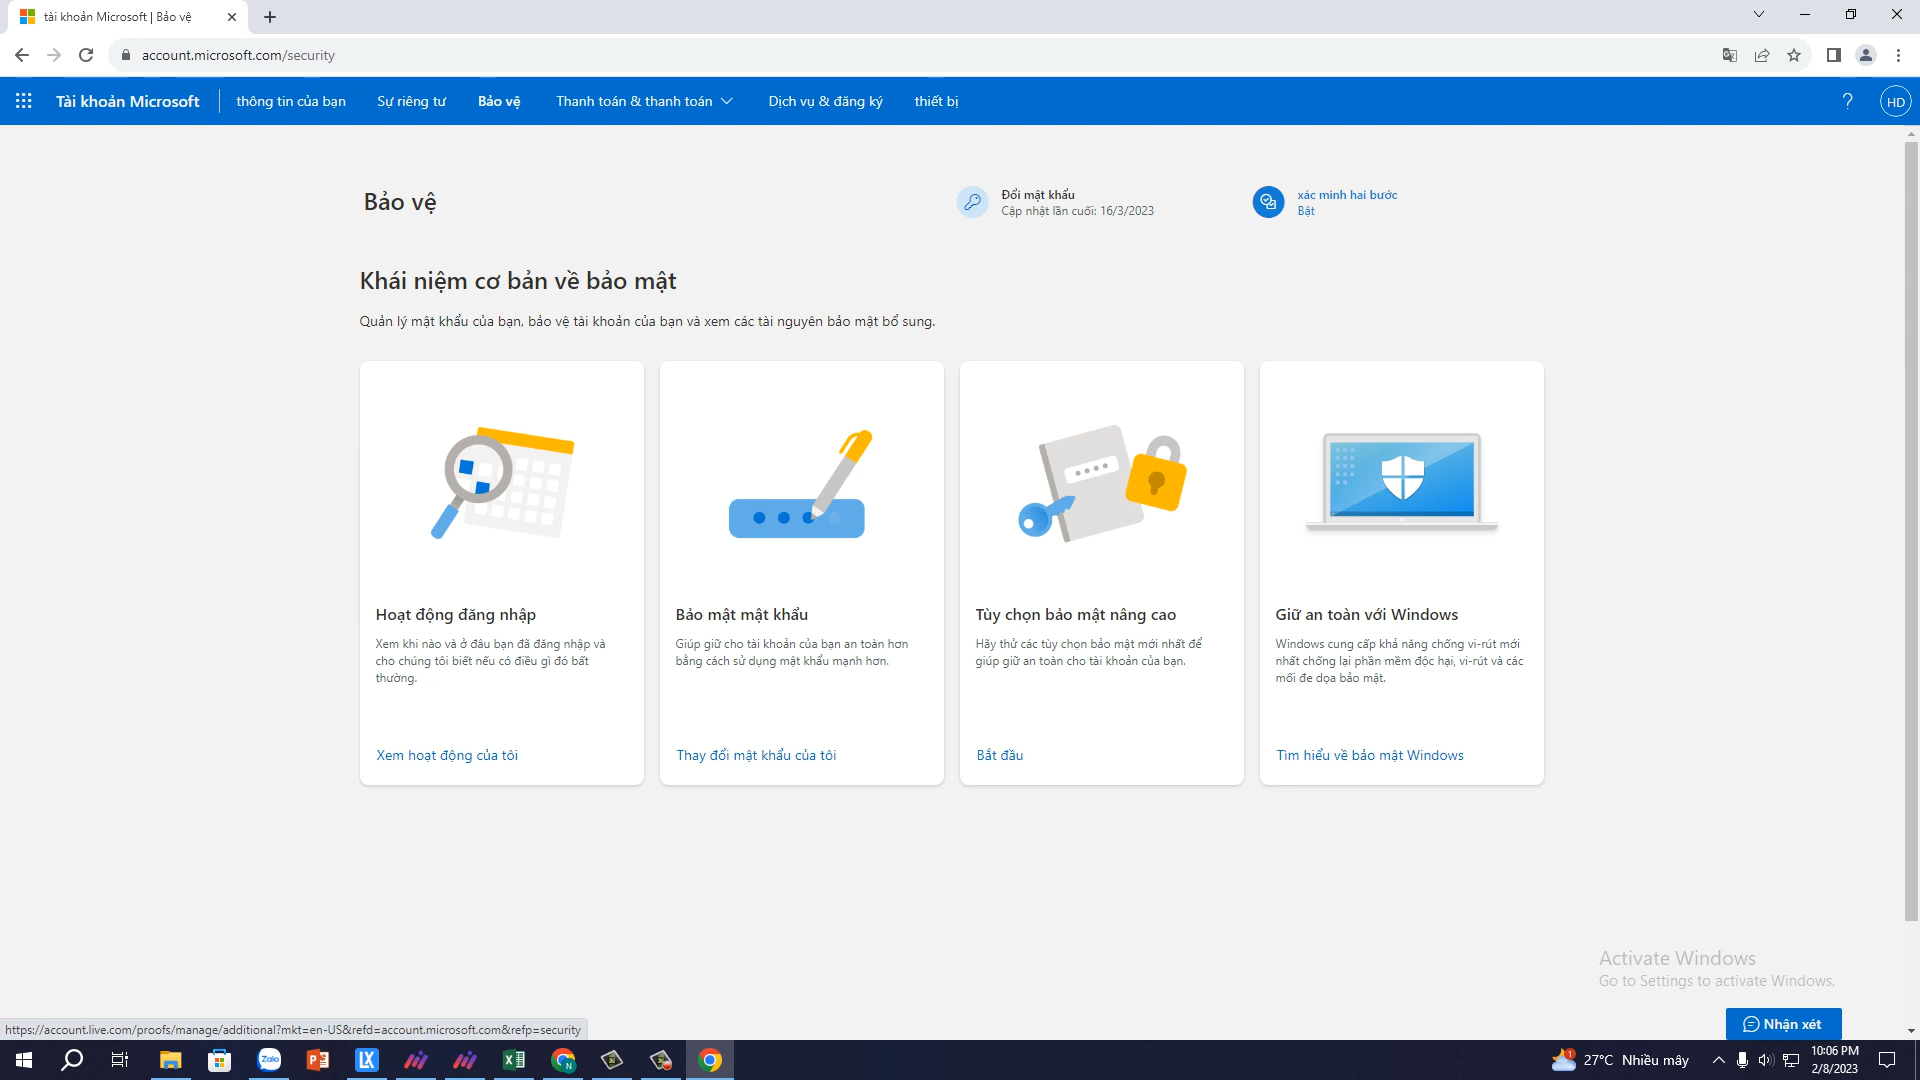 tài khoản Microsoft | Bảo vệ
account.microsoft.com/security
Tài khoản Microsoft
thông tin của bạn
Sự riêng tư
Bảo vệ
Thanh toán & thanh toán
Dịch vụ & đăng ký
thiết bị
?
HD
Bảo vệ
Đổi mật khẩu
Cập nhật lần cuối: 16/3/2023
xác minh hai bước
Bật
Khái niệm cơ bản về bảo mật
Quản lý mật khẩu của bạn, bảo vệ tài khoản của bạn và xem các tài nguyên bảo mật bổ sung.
Hoạt động đăng nhập
Xem khi nào và ở đâu bạn đã đăng nhập và
cho chúng tôi biết nếu có điều gì đó bất
thường.
Xem hoạt động của tôi
Bảo mật mật khẩu
Giúp giữ cho tài khoản của bạn an toàn hơn
bằng cách sử dụng mật khẩu mạnh hơn.
Thay đổi mật khẩu của tôi
Tùy chọn bảo mật nâng cao
Hãy thử các tùy chọn bảo mật mới nhất để
giúp giữ an toàn cho tài khoản của bạn.
Bắt đầu
Giữ an toàn với Windows
Windows cung cấp khả năng chống vi-rút mới
nhất chống lại phần mềm độc hại, vi-rút và các
mối đe dọa bảo mật.
Tìm hiểu về bảo mật Windows
Activate Windows
Go to Settings to activate Windows.
Nhận xét
https://account.live.com/proofs/manage/additional?mkt=en-US&refd=account.microsoft.com&refp=security
Zalo
LX
N
1
27°C Nhiều mây
10:06 PM
2/8/2023